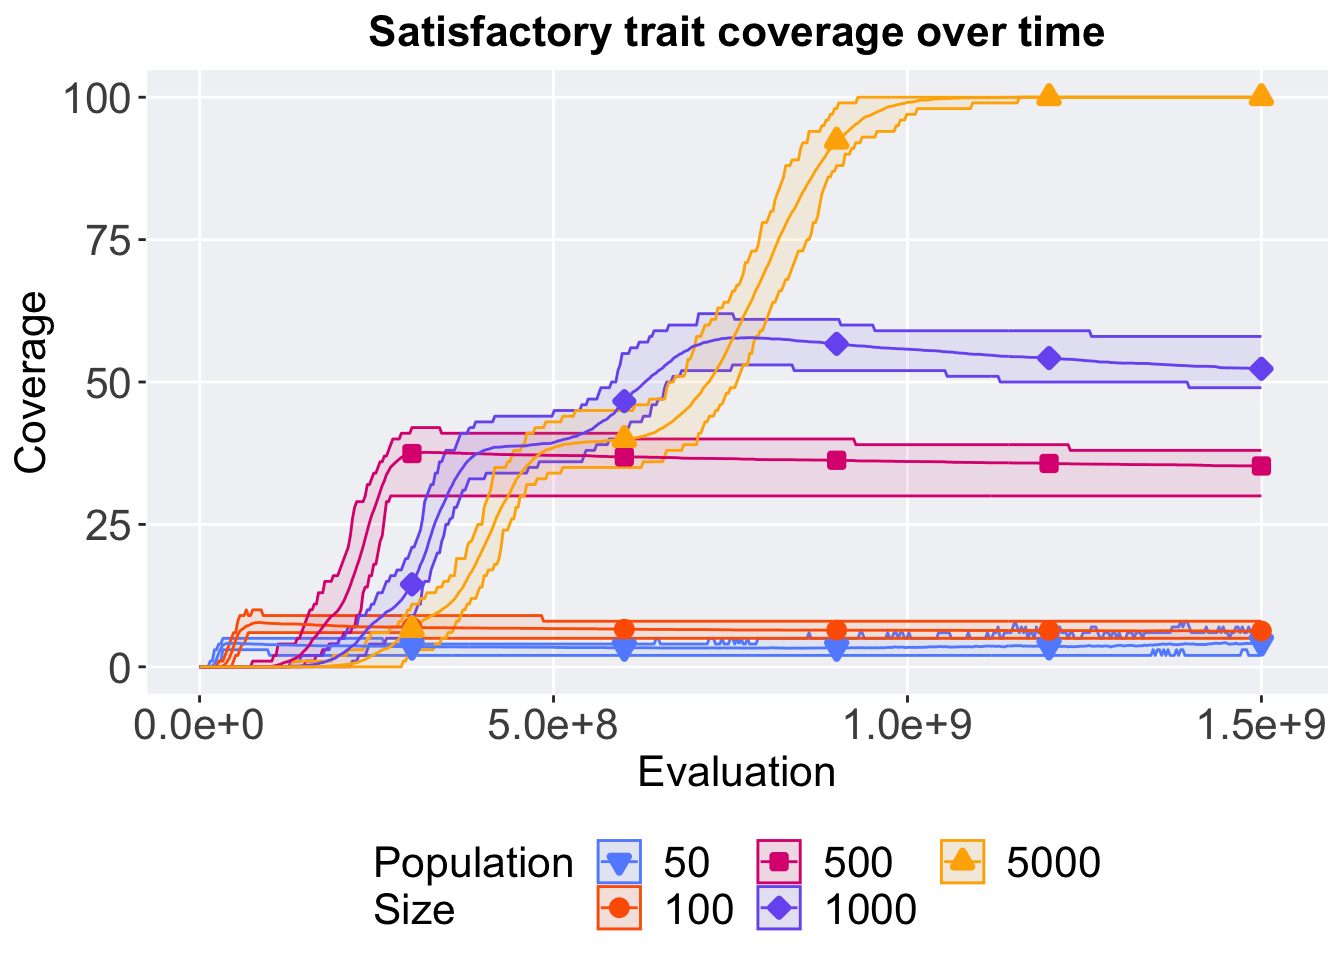 Satisfactory trait coverage over time
Coverage
100
75
50
25
0
0.0e+0 5.0e+8 1.0e+9 1.5e+9
Evaluation
Population Size
50 500 5000
100 1000